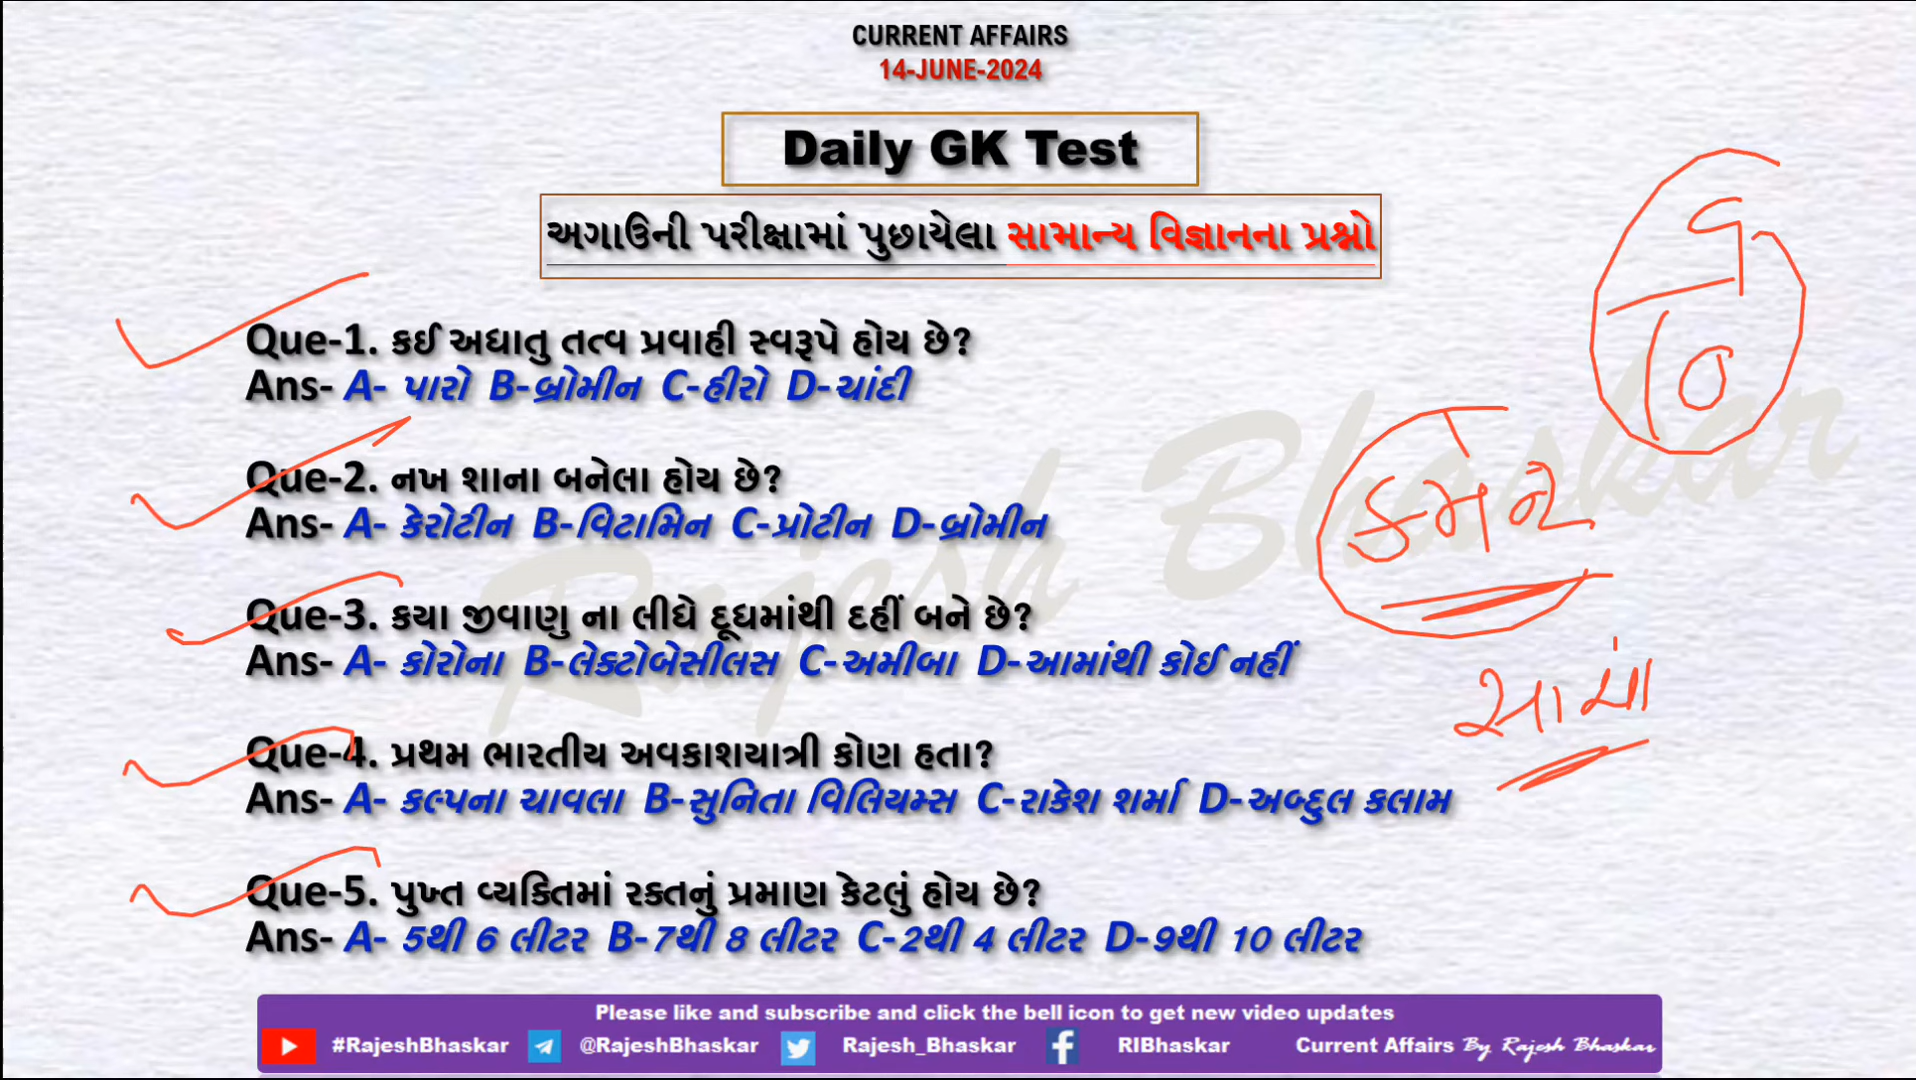 CURRENT AFFAIRS
14-JUNE-2024
Daily GK Test
અગાઉની પરીક્ષામાં પુછાયેલા સામાન્ય વિજ્ઞાનના પ્રશ્નો
Que-1. કઈ અધાતુ તત્વ પ્રવાહી સ્વરૂપે હોય છે?
Ans- A- પારો B-બ્રોમીન C-હીરો D-ચાંદી
Que-2. નખ શાના બનેલા હોય છે?
Ans- A- કેરોટીન B-વિટામિન C-પ્રોટીન D-બ્રોમીન
Que-3. કયા જીવાણુ ના લીધે દૂધમાંથી દહીં બને છે?
Ans- A- કોરોના B-લેક્ટોબેસીલસ C-અમીબા D-આમાંથી કોઈ નહીં
Que-4. પ્રથમ ભારતીય અવકાશયાત્રી કોણ હતા?
Ans- A- કલ્પના ચાવલા B-સુનિતા વિલિયમ્સ C-રાકેશ શર્મા D-અબ્દુલ કલામ
Que-5. પુખ્ત વ્યક્તિમાં રક્તનું પ્રમાણ કેટલું હોય છે?
Ans- A- 5થી 6 લીટર B-7થી 8 લીટર C-2થી 4 લીટર D-9થી 10 લીટર
Rajesh Bhaskar
Please like and subscribe and click the bell icon to get new video updates
#RajeshBhaskar @RajeshBhaskar Rajesh_Bhaskar RIBhaskar Current Affairs By Rajesh Bhaskar